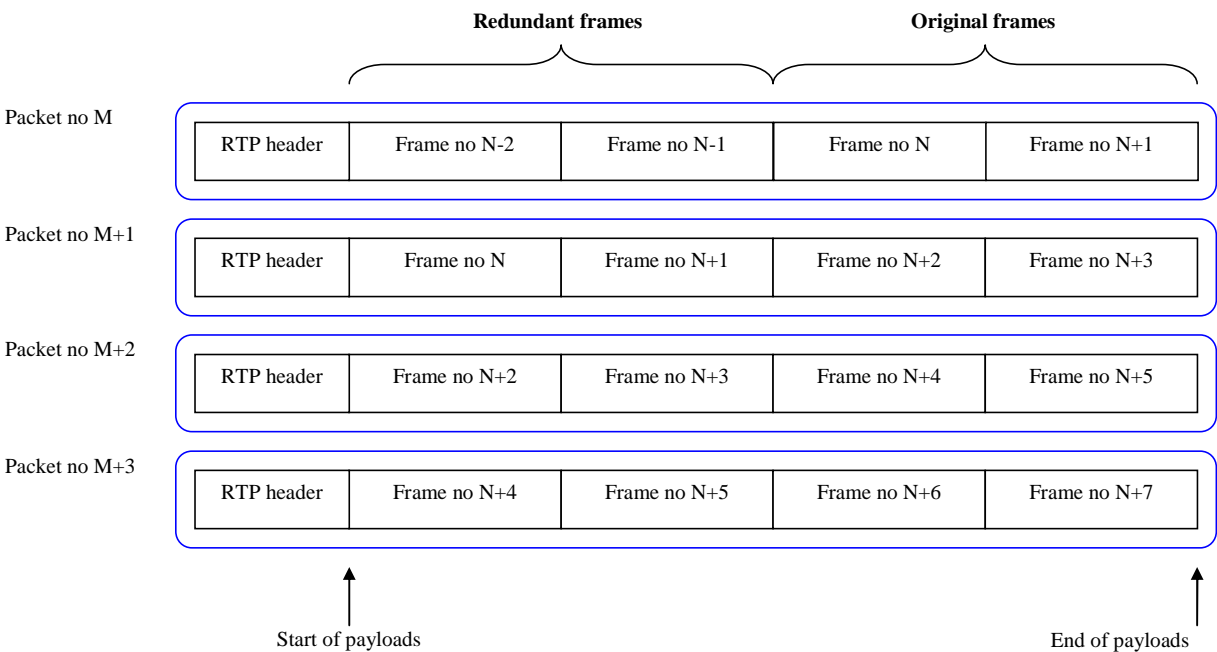 Redundant frames Original frames
Packet no M
RTP header Frame no N-2 Frame no N-1 Frame no N Frame no N+1
Packet no M+1
RTP header Frame no N Frame no N+1 Frame no N+2 Frame no N+3
Packet no M+2
RTP header Frame no N+2 Frame no N+3 Frame no N+4 Frame no N+5
Packet no M+3
RTP header Frame no N+4 Frame no N+5 Frame no N+6 Frame no N+7
Start of payloads End of payloads